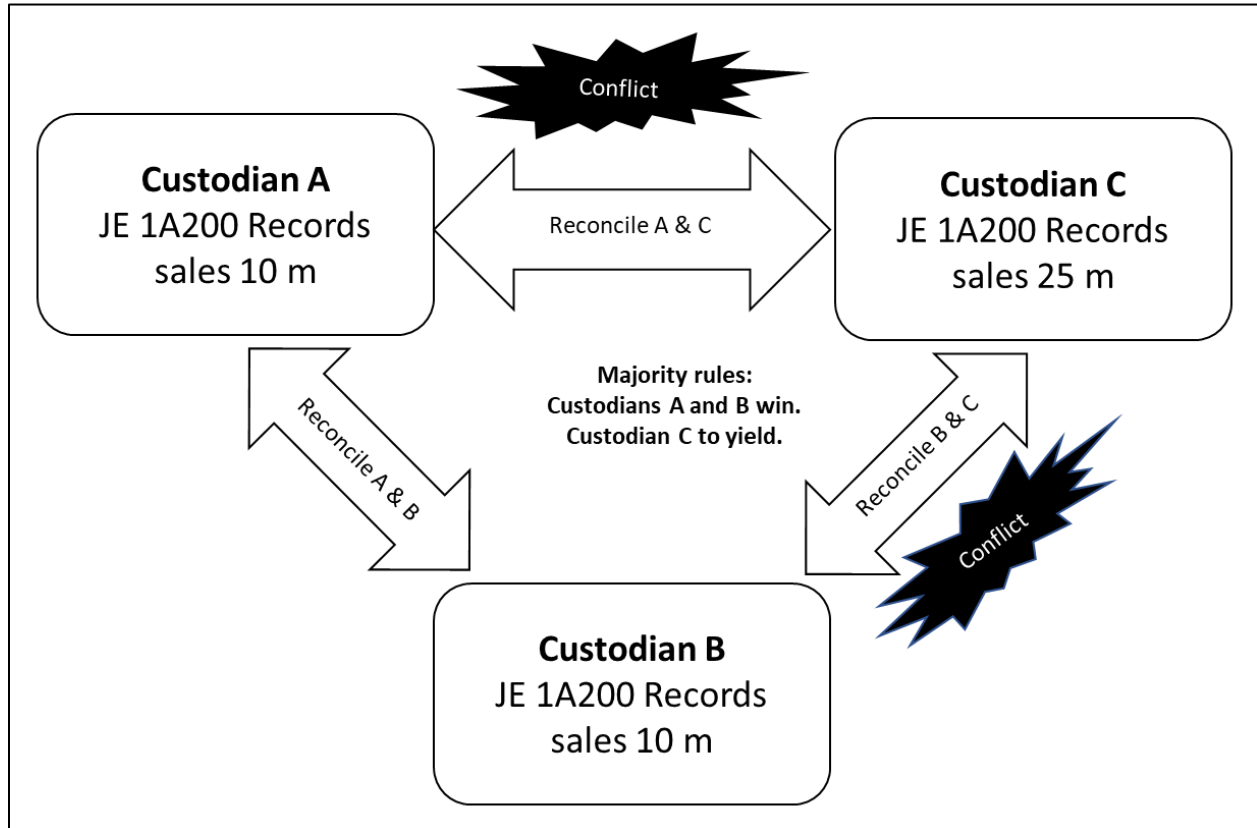 Conflict
Custodian A
JE 1A200 Records
sales 10 m
Reconcile A & C
Custodian C
JE 1A200 Records
sales 25 m
Majority rules:
Custodians A and B win.
Custodian C to yield.
Reconcile A & B
Reconcile B & C
Conflict
Custodian B
JE 1A200 Records
sales 10 m